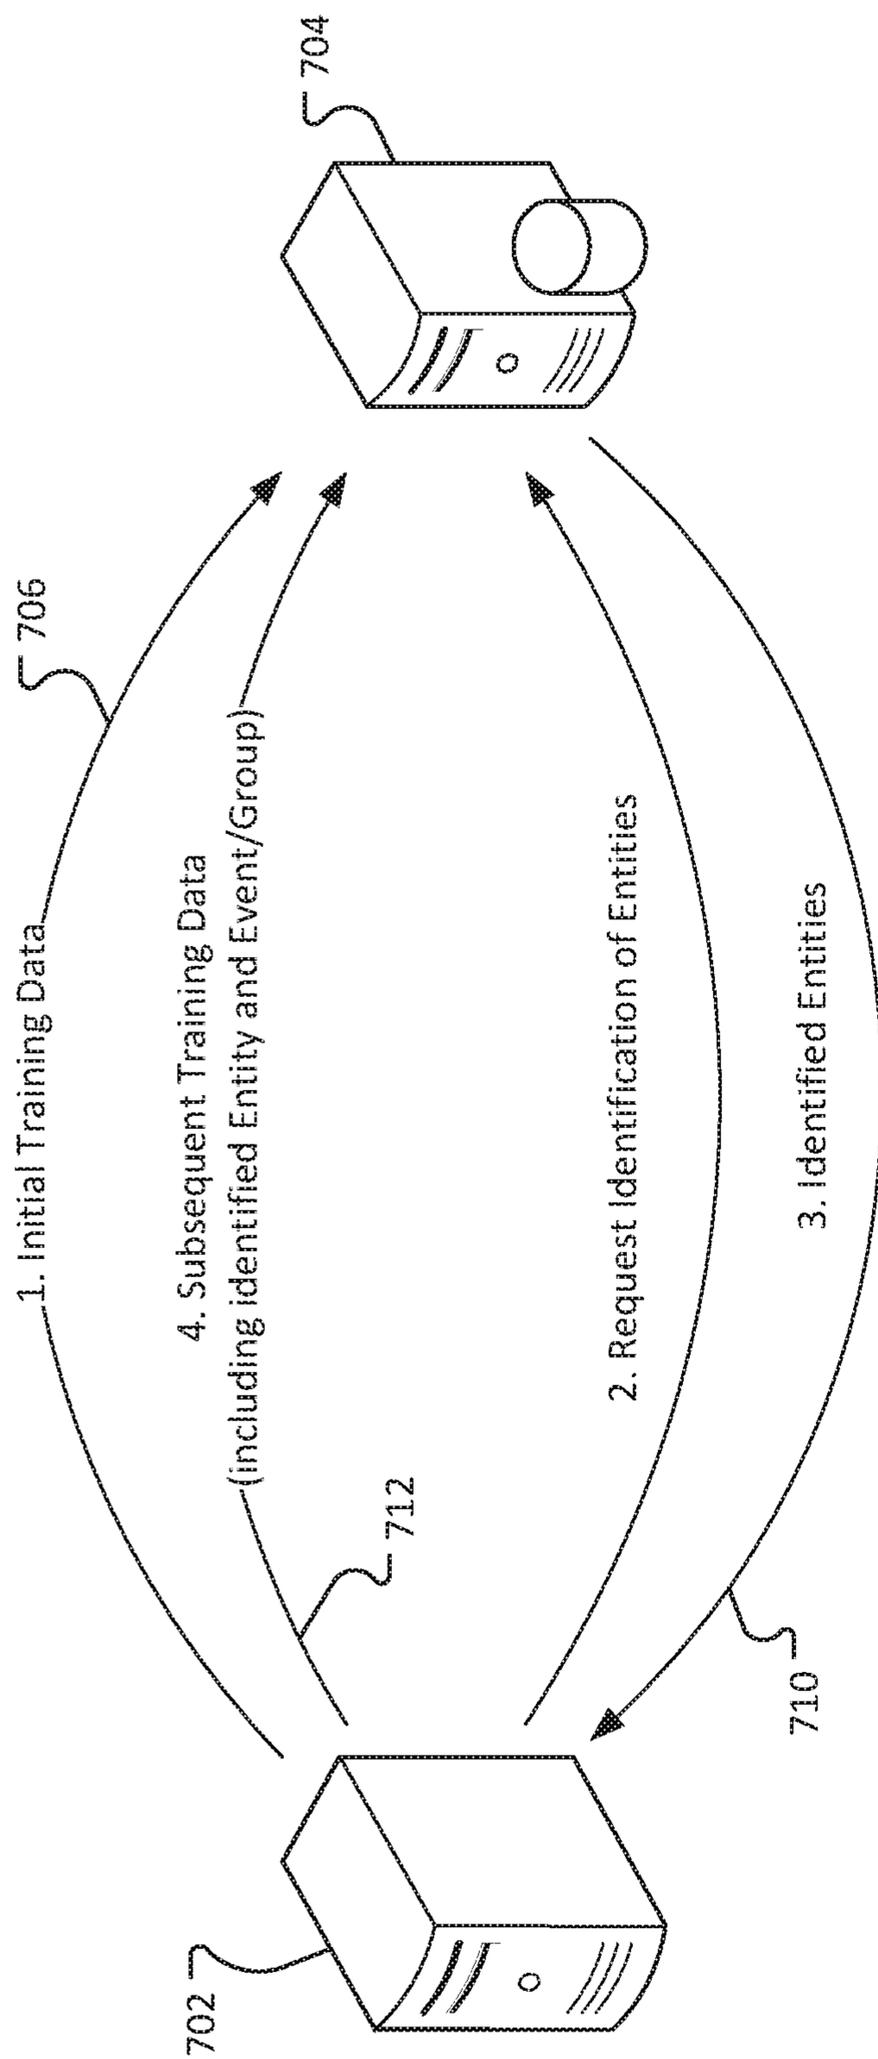 1. Initial Training Data
706
4. Subsequent Training Data
(including identified Entity and Event/Group)
712
702
704
2. Request Identification of Entities
3. Identified Entities
710